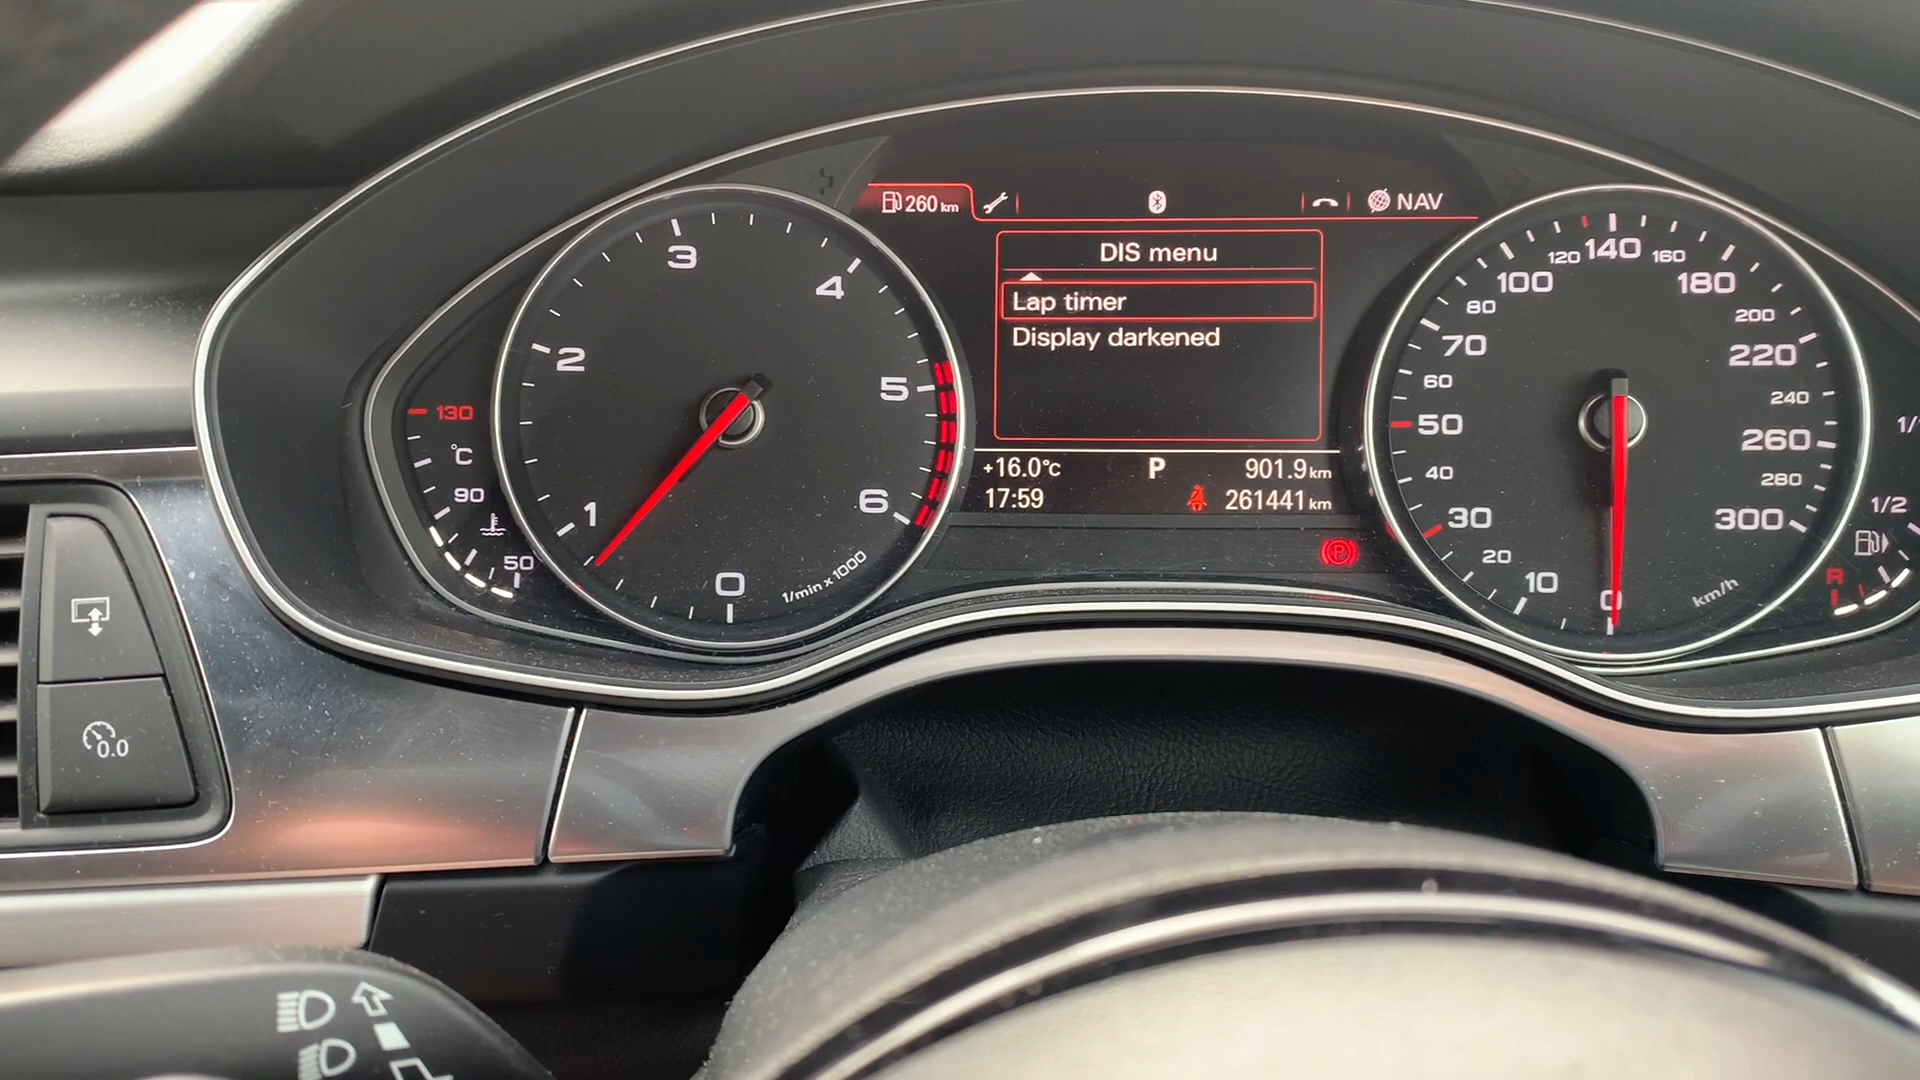 260 km
NAV
DIS menu
Lap timer
Display darkened
+16.0°C P 901.9 km
17:59 261441 km
0
1
2
3
4
5
6
1/min x 1000
130
°C
90
50
0
10
20
30
40
50
60
70
80
100
120
140
160
180
200
220
240
260
280
300
km/h
1/2
R
P
0.0